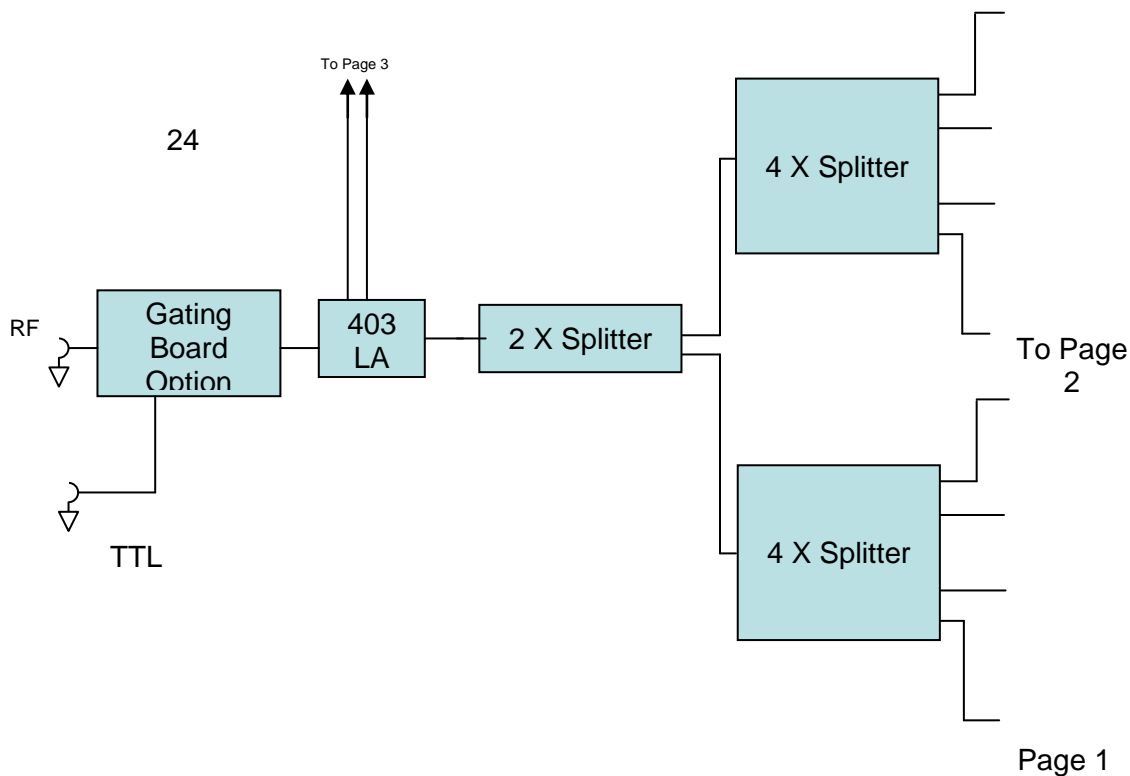 To Page 3
24
4 X Splitter
RF
Gating
Board
Option
403
LA
2 X Splitter
To Page
2
4 X Splitter
TTL
Page 1